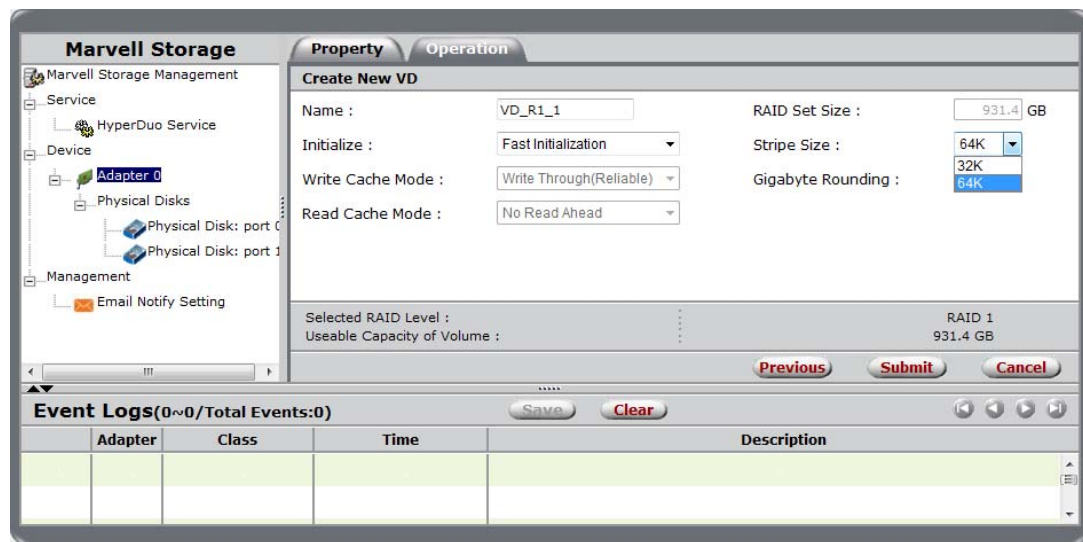 Marvell Storage
Marvell Storage Management
Service
HyperDuo Service
Device
Adapter 0
Physical Disks
Physical Disk: port 0
Physical Disk: port 1
Management
Email Notify Setting
Property
Operation
Create New VD
Name : VD_R1_1
RAID Set Size : 931.4 GB
Initialize : Fast Initialization
Stripe Size : 64K
32K
64K
Write Cache Mode : Write Through(Reliable)
Gigabyte Rounding :
Read Cache Mode : No Read Ahead
Selected RAID Level : RAID 1
Useable Capacity of Volume : 931.4 GB
Previous Submit Cancel
Event Logs(0~0/Total Events:0) Save Clear
Adapter Class Time Description